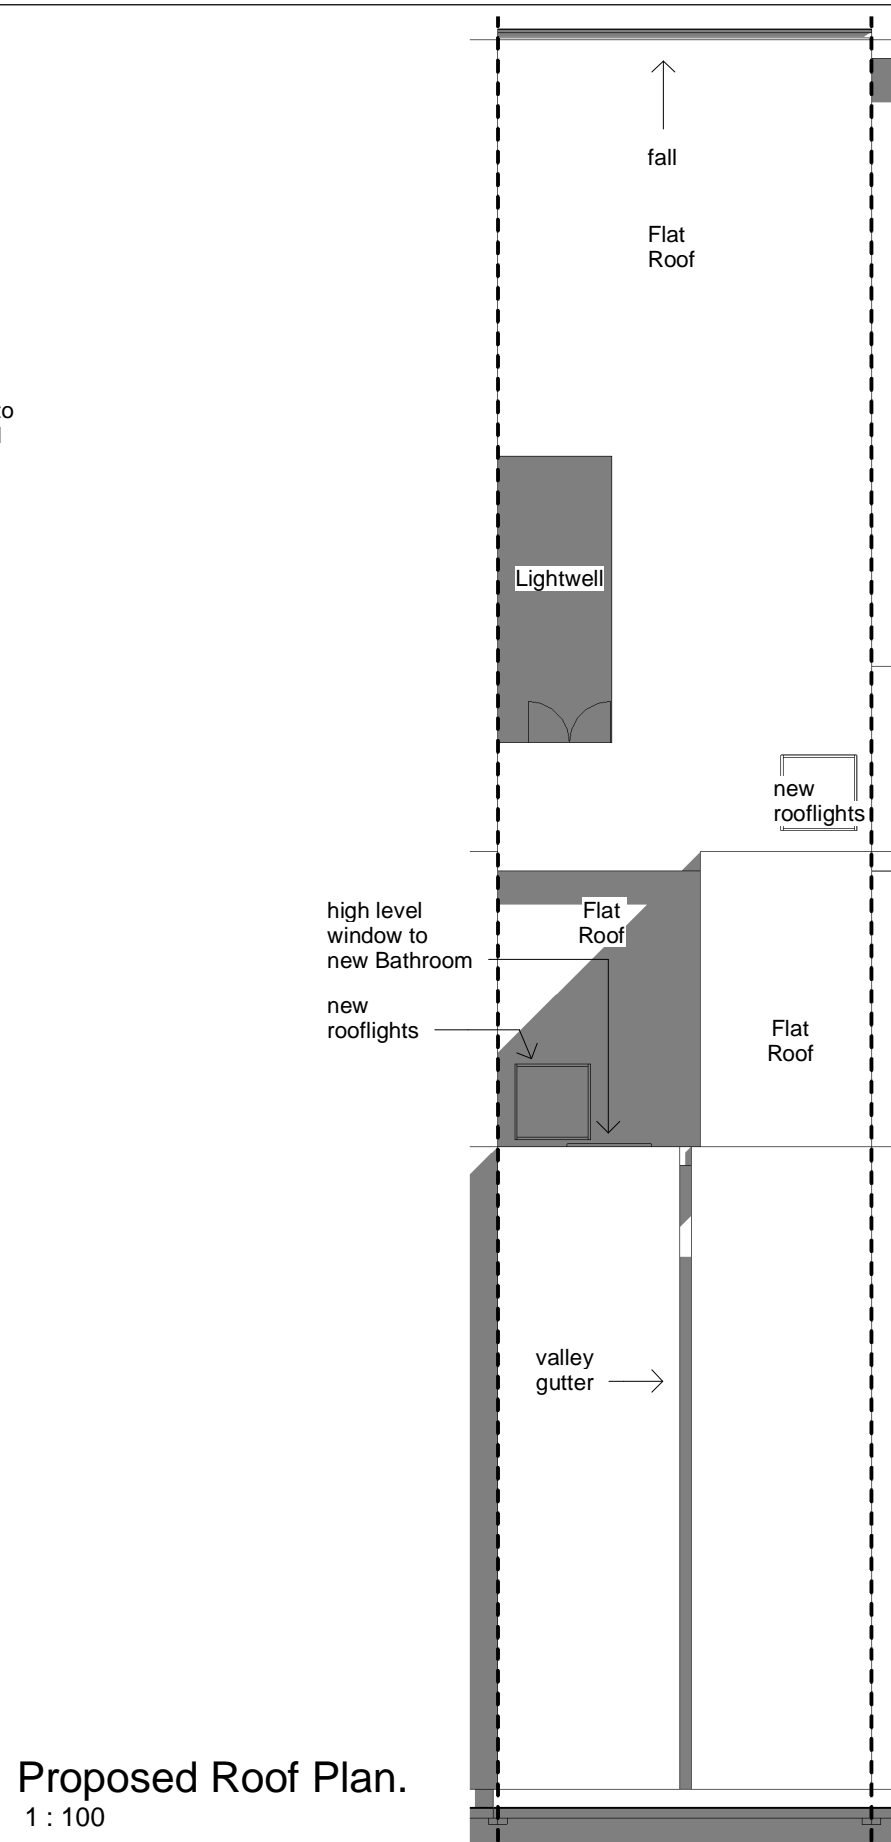 fall
Flat
Roof
to
Lightwell
new
rooflights
high level
window to
new Bathroom
Flat
Roof
new
rooflights
Flat
Roof
valley
gutter
Proposed Roof Plan.
1 : 100